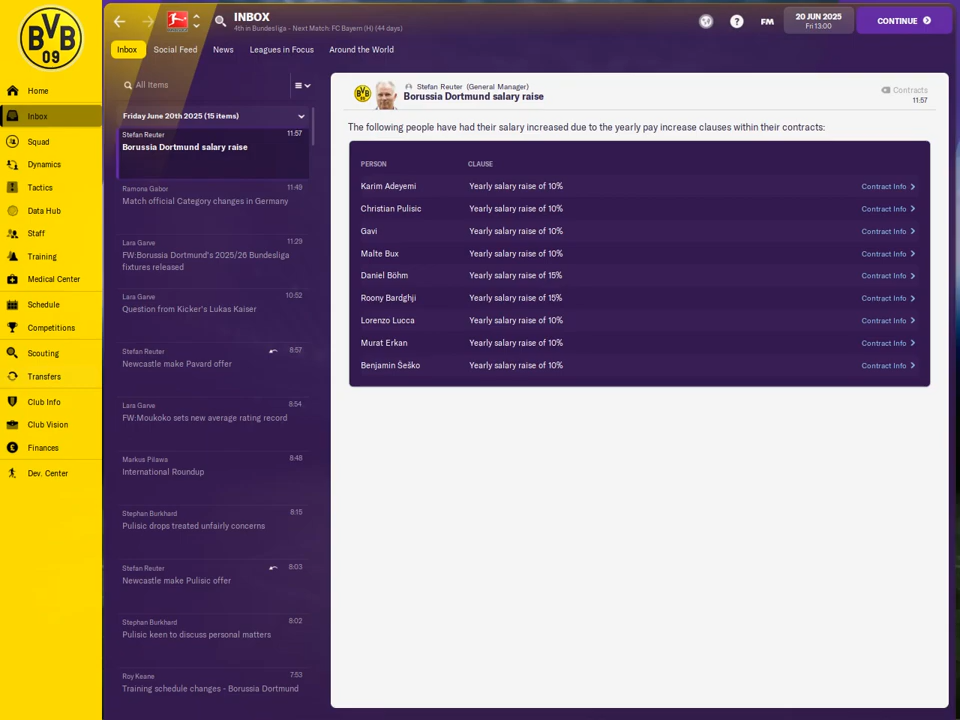 BVB
09
INBOX
4th in Bundesliga - Next Match: FC Bayern (H) (44 days)
?
FM
20 JUN 2025
Fri 13:00
CONTINUE
Inbox
Social Feed
News
Leagues in Focus
Around the World
Home
Inbox
Squad
Dynamics
Tactics
Data Hub
Staff
Training
Medical Center
Schedule
Competitions
Scouting
Transfers
Club Info
Club Vision
Finances
Dev. Center
All Items
Friday June 20th 2025 (15 items)
Stefan Reuter 11:57
Borussia Dortmund salary raise
Ramona Gabor 11:49
Match official Category changes in Germany
Lara Garve 11:29
FW:Borussia Dortmund's 2025/26 Bundesliga
fixtures released
Lara Garve 10:52
Question from Kicker's Lukas Kaiser
Stefan Reuter 8:57
Newcastle make Pavard offer
Lara Garve 8:54
FW:Moukoko sets new average rating record
Markus Pilawa 8:48
International Roundup
Stephan Burkhard 8:15
Pulisic drops treated unfairly concerns
Stefan Reuter 8:03
Newcastle make Pulisic offer
Stephan Burkhard 8:02
Pulisic keen to discuss personal matters
Roy Keane 7:53
Training schedule changes - Borussia Dortmund
Stefan Reuter (General Manager)
Borussia Dortmund salary raise
Contracts
11:57
The following people have had their salary increased due to the yearly pay increase clauses within their contracts:
PERSON CLAUSE
Karim Adeyemi Yearly salary raise of 10% Contract Info
Christian Pulisic Yearly salary raise of 10% Contract Info
Gavi Yearly salary raise of 10% Contract Info
Malte Bux Yearly salary raise of 10% Contract Info
Daniel Böhm Yearly salary raise of 15% Contract Info
Roony Bardghji Yearly salary raise of 15% Contract Info
Lorenzo Lucca Yearly salary raise of 10% Contract Info
Murat Erkan Yearly salary raise of 10% Contract Info
Benjamin Šeško Yearly salary raise of 10% Contract Info